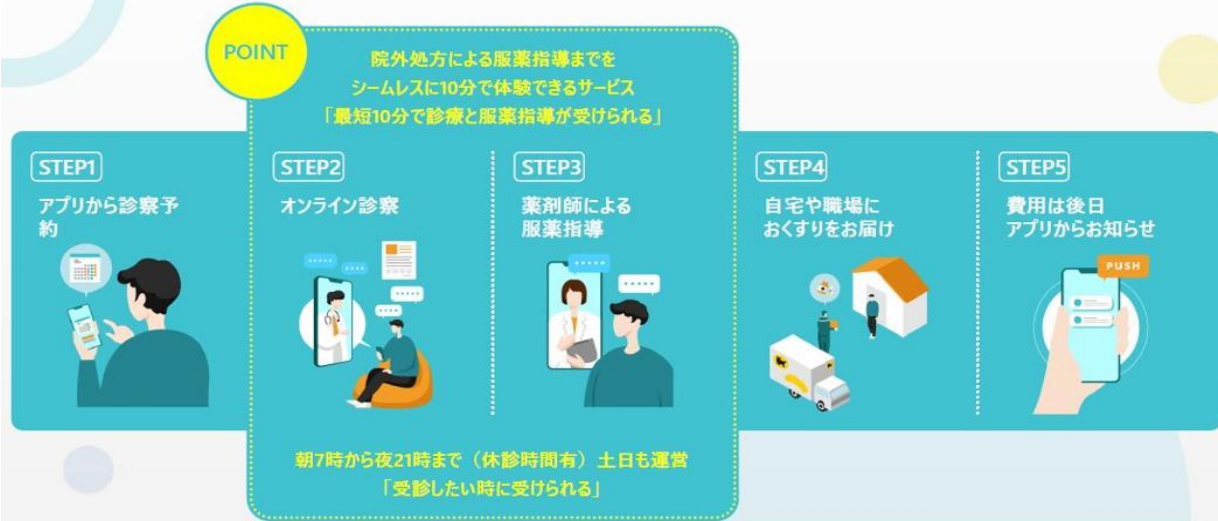 POINT
院外処方による服薬指導までを
シームレスに10分で体験できるサービス
「最短10分で診療と服薬指導が受けられる」
STEP1
アプリから診察予
約
STEP2
オンライン診察
STEP3
薬剤師による
服薬指導
STEP4
自宅や職場に
おくすりをお届け
STEP5
費用は後日
アプリからお知らせ
PUSH
朝7時から夜21時まで（休診時間有）土日も運営
「受診したい時に受けられる」